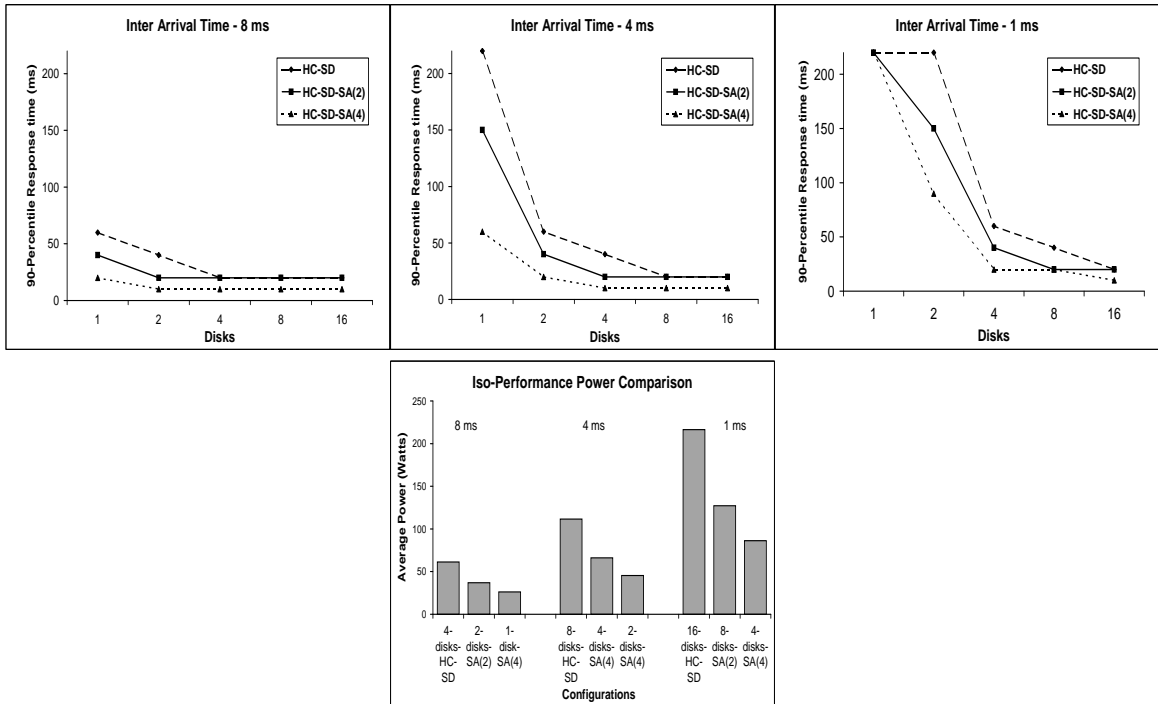 Inter Arrival Time - 8 ms
90-Percentile Response time (ms)
200
150
100
50
0
HC-SD
HC-SD-SA(2)
HC-SD-SA(4)
1 2 4 8 16
Disks
Inter Arrival Time - 4 ms
90-Percentile Response time (ms)
200
150
100
50
0
HC-SD
HC-SD-SA(2)
HC-SD-SA(4)
1 2 4 8 16
Disks
Inter Arrival Time - 1 ms
90-Percentile Response time (ms)
200
150
100
50
0
HC-SD
HC-SD-SA(2)
HC-SD-SA(4)
1 2 4 8 16
Disks
Iso-Performance Power Comparison
Average Power (Watts)
250
200
150
100
50
0
8 ms 4 ms 1 ms
4- 2- 1- 8- 4- 2- 16- 8- 4-
disks- disks- disk- disks- disks- disks- disks- disks- disks-
HC- SA(2) SA(4) HC- SA(4) SA(4) HC- SA(2) SA(4)
SD SD SD
Configurations